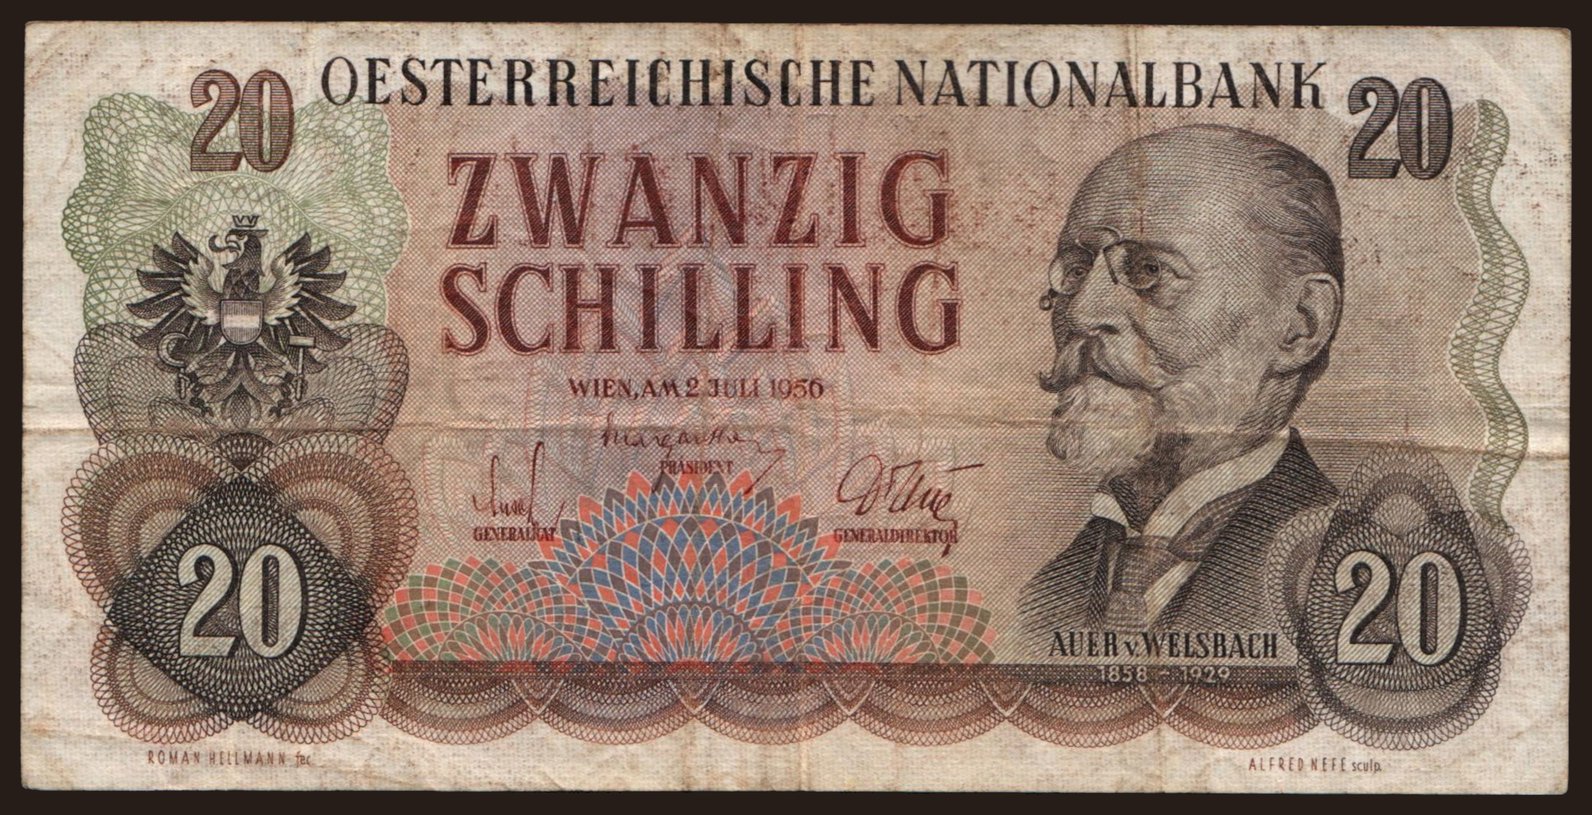 OESTERREICHISCHE NATIONALBANK
20
20
ZWANZIG
SCHILLING
WIEN, AM 2 JULI 1956
PRÄSIDENT
GENERALRAT
GENERALDIREKTOR
20
20
AUER v. WELSBACH
1858 - 1929
ROMAN HELLMANN fec.
ALFRED NEFE sculp.